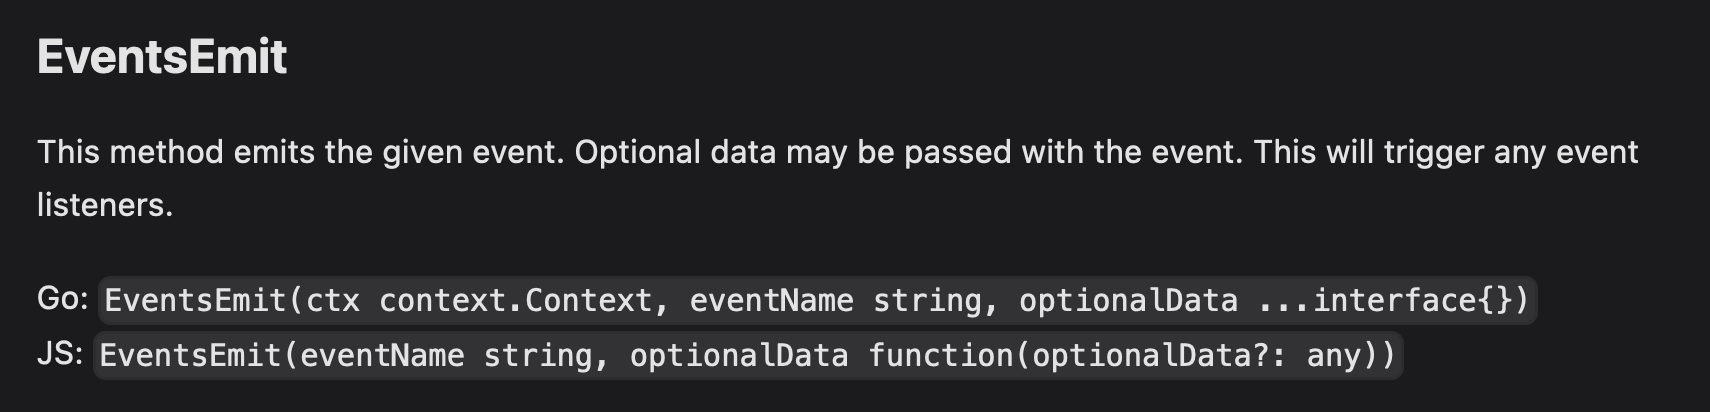 EventsEmit
This method emits the given event. Optional data may be passed with the event. This will trigger any event
listeners.
Go: EventsEmit(ctx context.Context, eventName string, optionalData ...interface{})
JS: EventsEmit(eventName string, optionalData function(optionalData?: any))